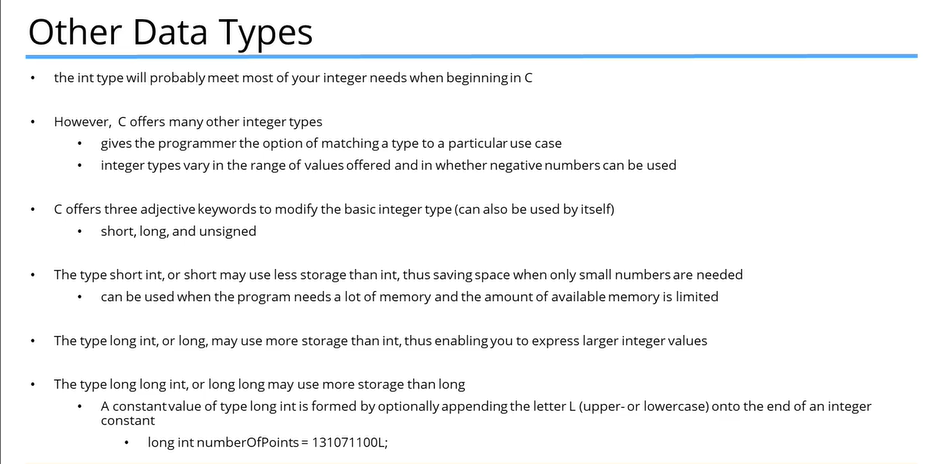 Other Data Types
• the int type will probably meet most of your integer needs when beginning in C
• However, C offers many other integer types
• gives the programmer the option of matching a type to a particular use case
• integer types vary in the range of values offered and in whether negative numbers can be used
• C offers three adjective keywords to modify the basic integer type (can also be used by itself)
• short, long, and unsigned
• The type short int, or short may use less storage than int, thus saving space when only small numbers are needed
• can be used when the program needs a lot of memory and the amount of available memory is limited
• The type long int, or long, may use more storage than int, thus enabling you to express larger integer values
• The type long long int, or long long may use more storage than long
• A constant value of type long int is formed by optionally appending the letter L (upper- or lowercase) onto the end of an integer
constant
• long int numberOfPoints = 131071100L;